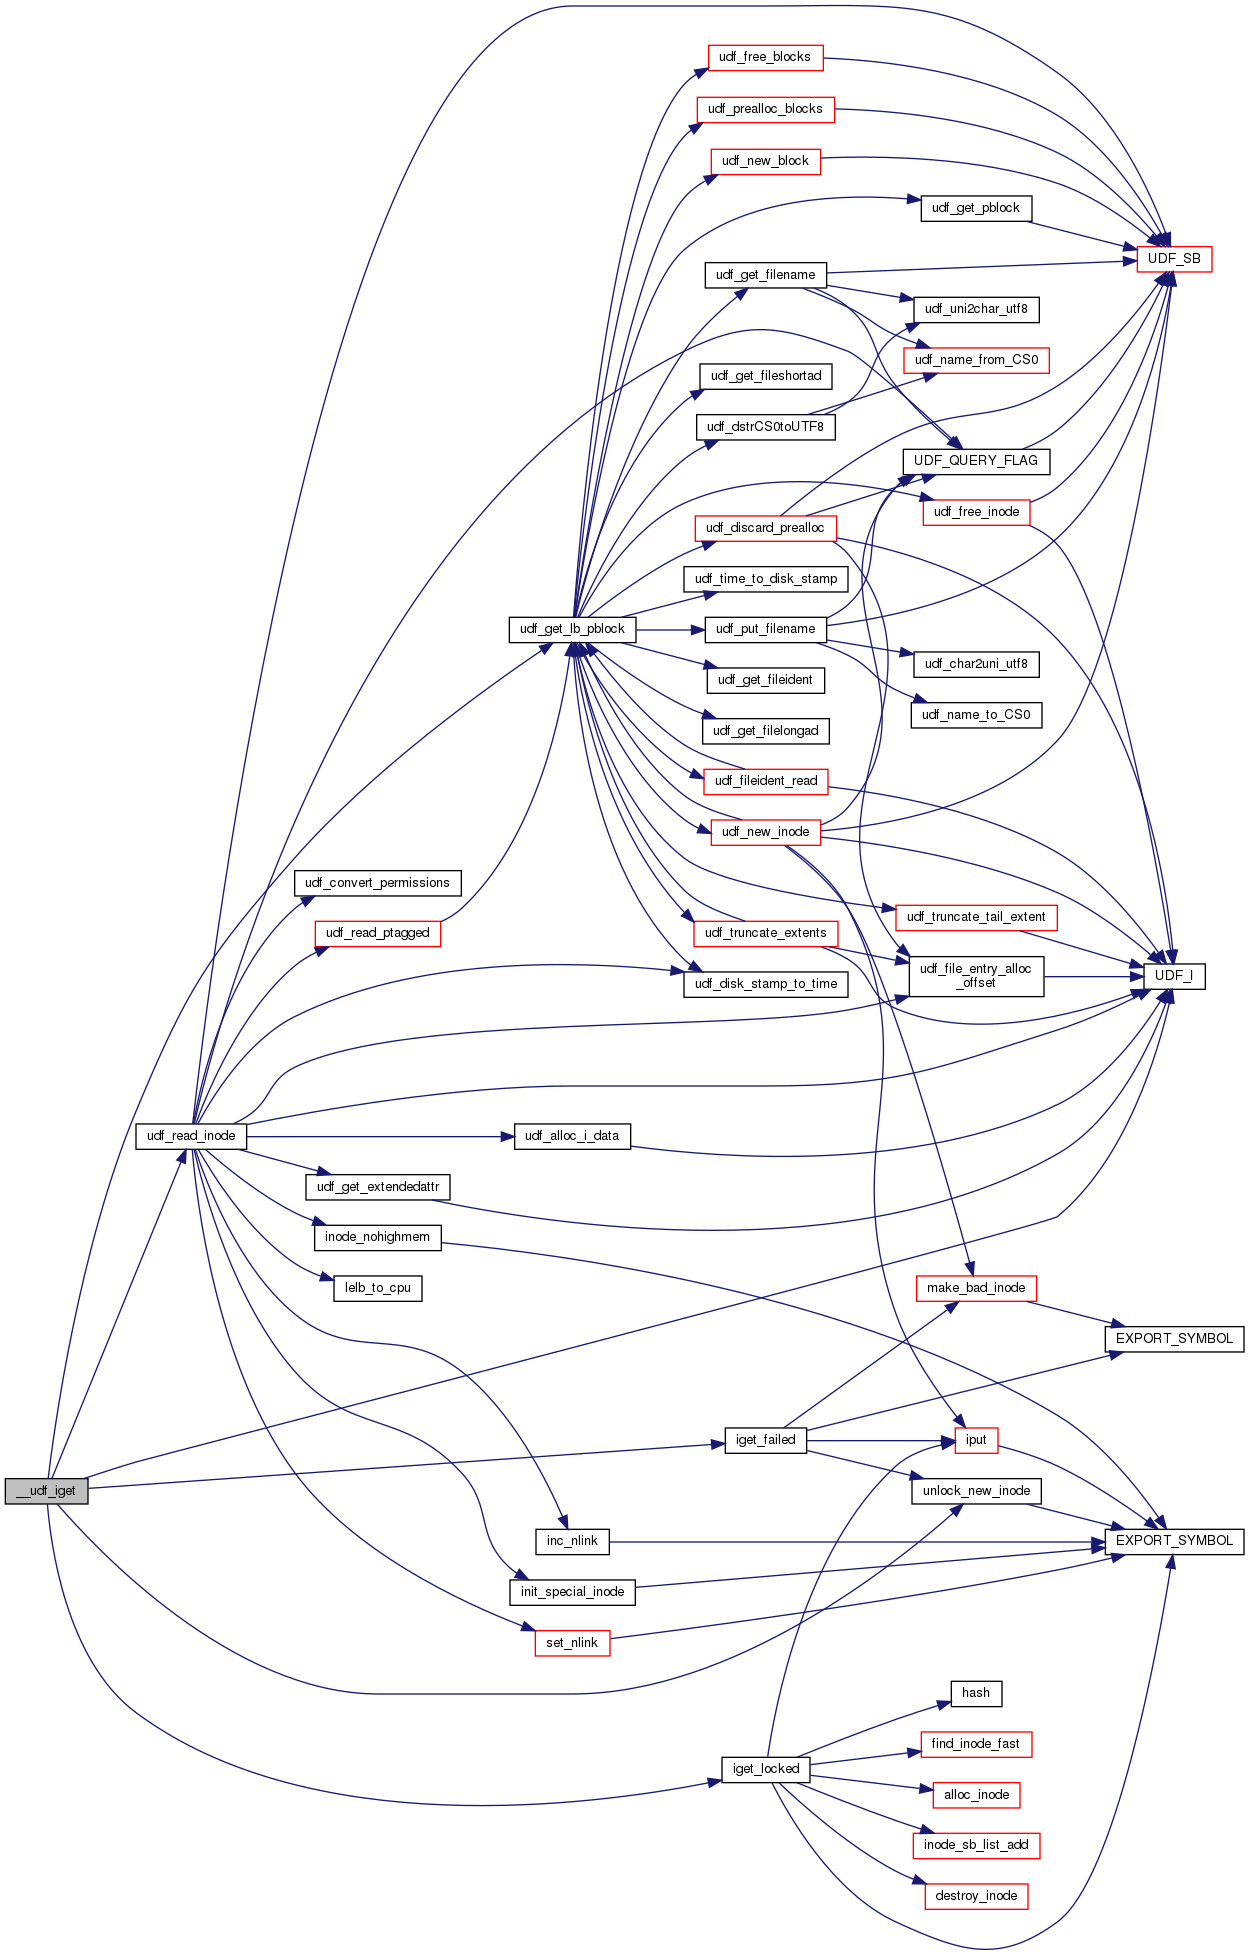 udf_free_blocks
udf_prealloc_blocks
udf_new_block
udf_get_pblock
UDF_SB
udf_get_filename
udf_uni2char_utf8
udf_name_from_CS0
udf_get_fileshortad
udf_dstrCS0toUTF8
UDF_QUERY_FLAG
udf_free_inode
udf_discard_prealloc
udf_time_to_disk_stamp
udf_get_lb_pblock
udf_put_filename
udf_char2uni_utf8
udf_get_fileident
udf_name_to_CS0
udf_get_filelongad
udf_fileident_read
udf_new_inode
udf_convert_permissions
udf_truncate_tail_extent
udf_read_ptagged
udf_truncate_extents
udf_file_entry_alloc
_offset
UDF_I
udf_disk_stamp_to_time
udf_read_inode
udf_alloc_i_data
udf_get_extendedattr
inode_nohighmem
lelb_to_cpu
make_bad_inode
EXPORT_SYMBOL
iget_failed
iput
__udf_iget
unlock_new_inode
inc_nlink
EXPORT_SYMBOL
init_special_inode
set_nlink
hash
find_inode_fast
iget_locked
alloc_inode
inode_sb_list_add
destroy_inode